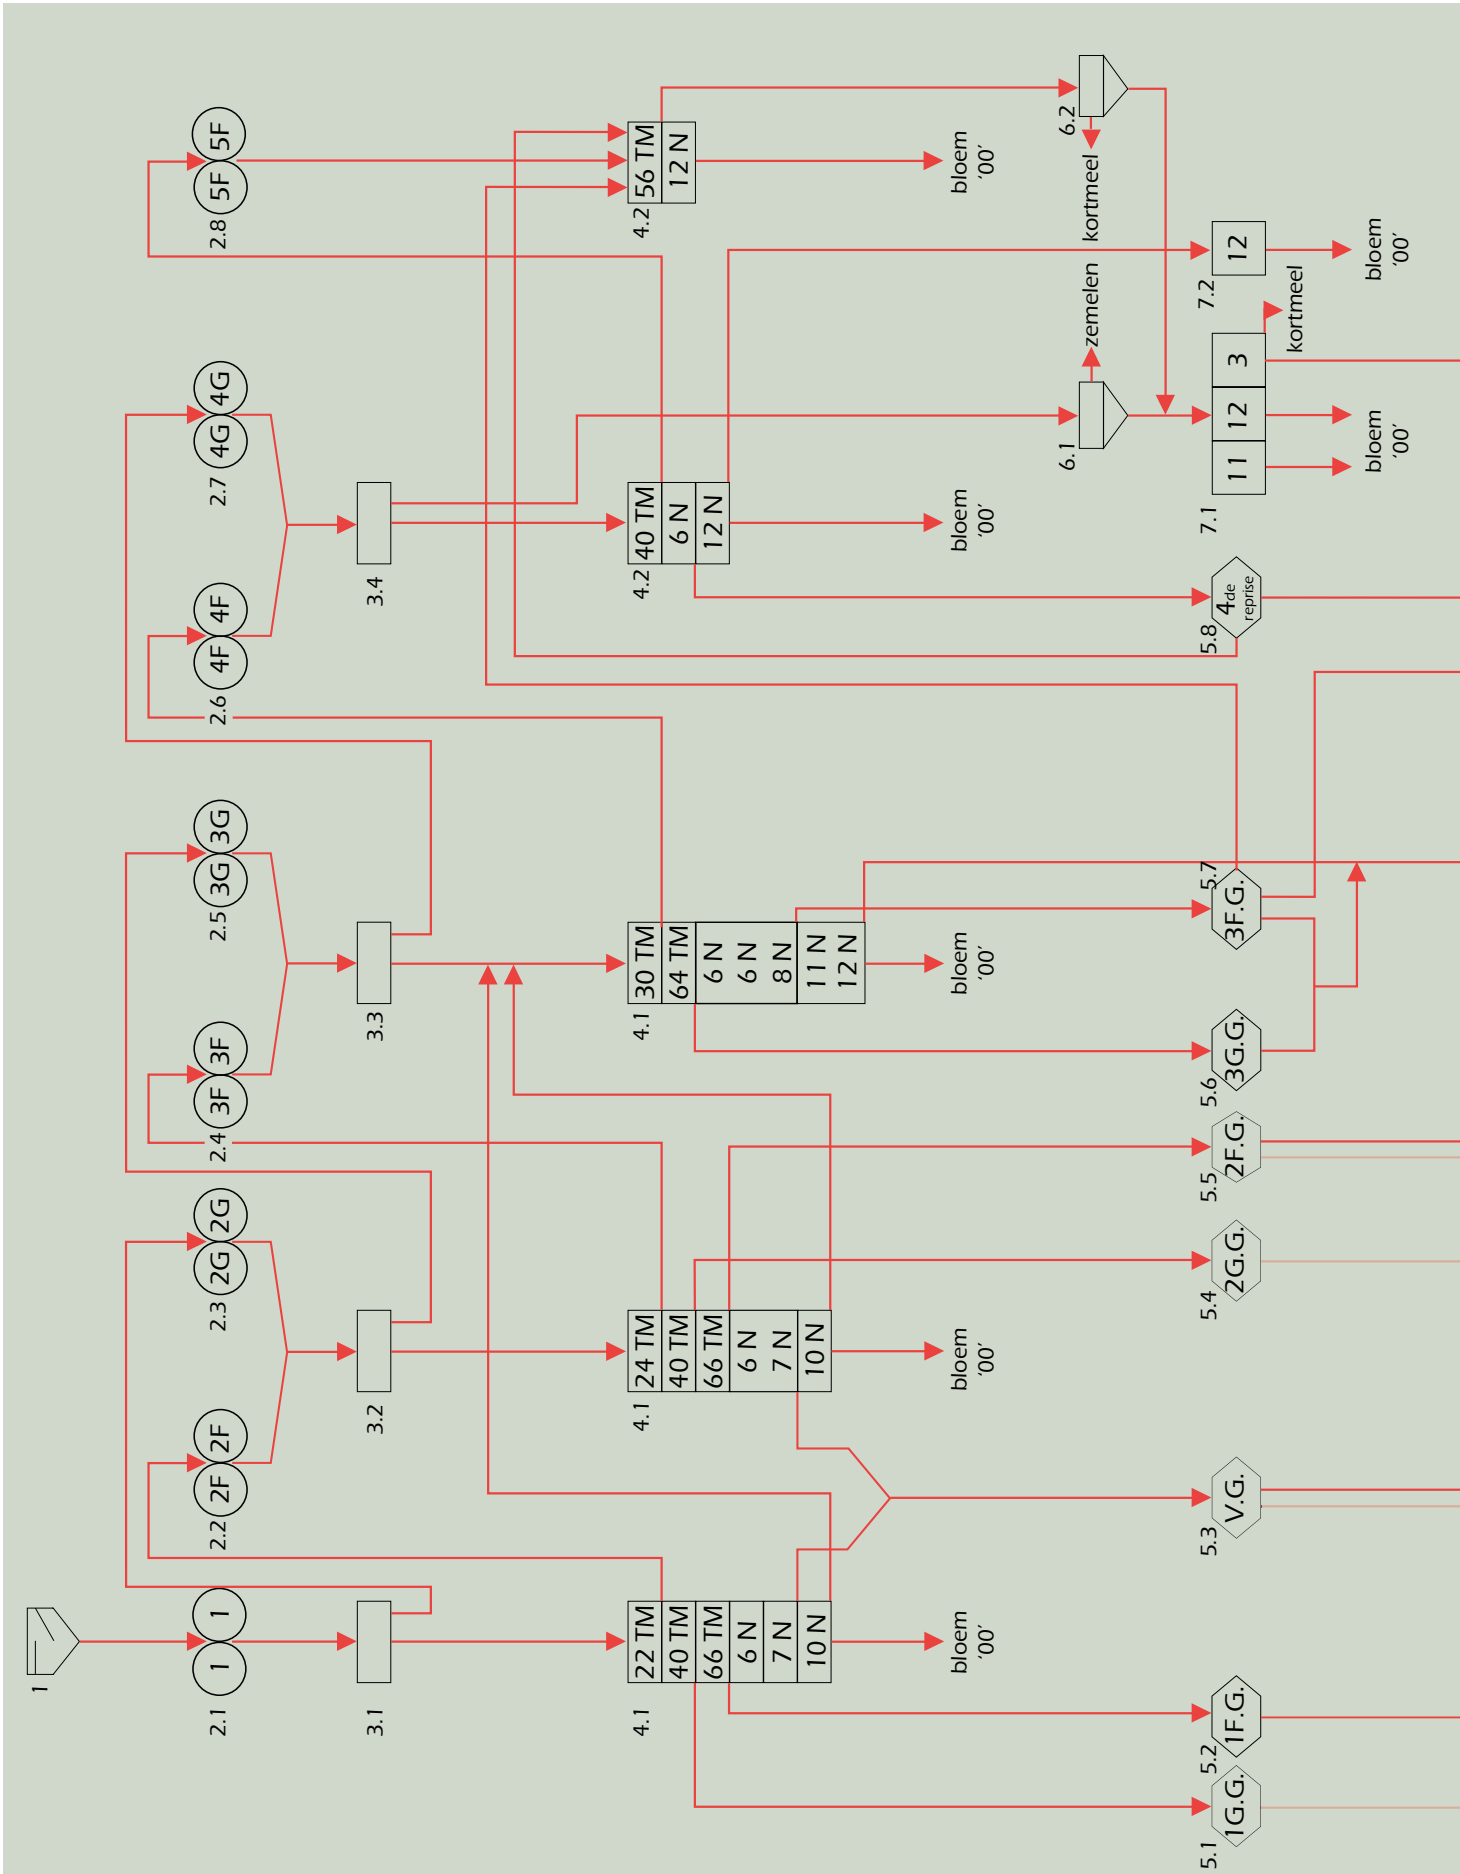 1
2.1
1
1
2.2
2F
2F
2.3
2G
2G
2.4
3F
3F
2.5
3G
3G
2.6
4F
4F
2.7
4G
4G
2.8
5F
5F
3.1
3.2
3.3
3.4
4.1
22 TM
40 TM
66 TM
6 N
7 N
10 N
bloem
‘00’
4.1
24 TM
40 TM
66 TM
6 N
7 N
10 N
bloem
‘00’
4.1
30 TM
64 TM
6 N
6 N
8 N
11 N
12 N
bloem
‘00’
4.2
40 TM
6 N
12 N
bloem
‘00’
4.2
56 TM
12 N
bloem
‘00’
6.1
zemelen
6.2
kortmeel
5.1
1G.G.
5.2
1F.G.
5.3
V.G.
5.4
2G.G.
5.5
2F.G.
5.6
3G.G.
5.7
3F.G.
5.8
4de
reprise
7.1
11
12
3
kortmeel
bloem
‘00’
7.2
12
bloem
‘00’